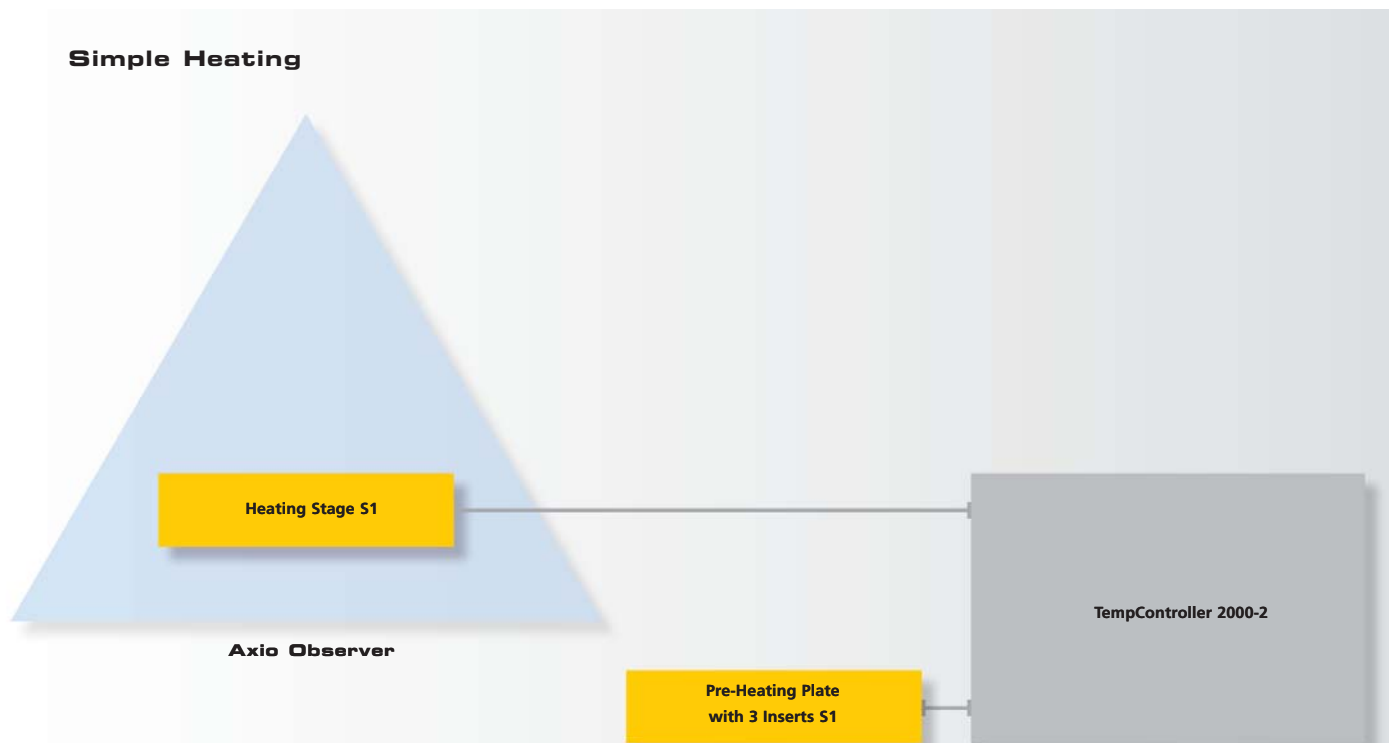 Simple Heating
Heating Stage S1
TempController 2000-2
Axio Observer
Pre-Heating Plate
with 3 Inserts S1